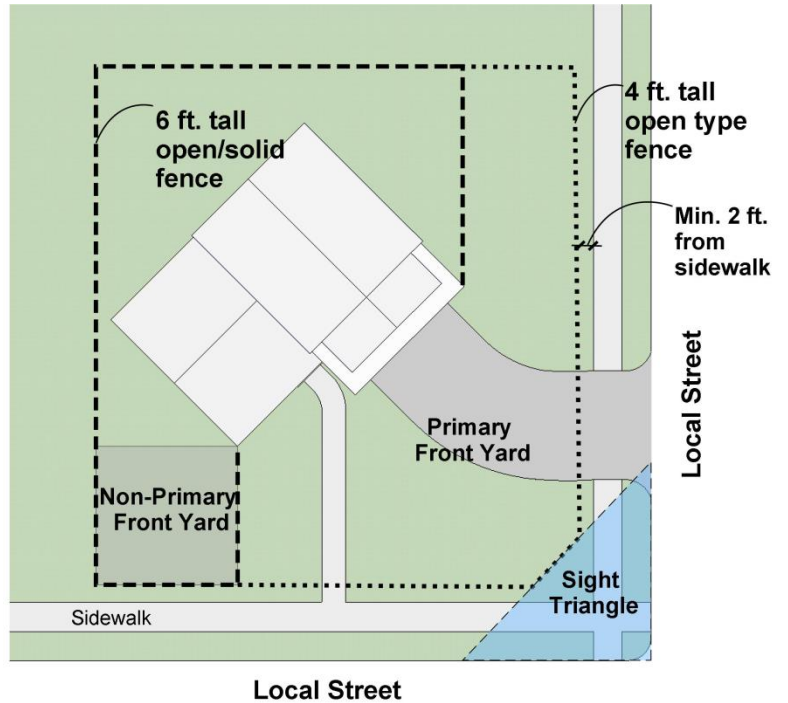 6 ft. tall
open/solid
fence
4 ft. tall
open type
fence
Min. 2 ft.
from
sidewalk
Local Street
Primary
Front Yard
Non-Primary
Front Yard
Sight
Triangle
Sidewalk
Local Street